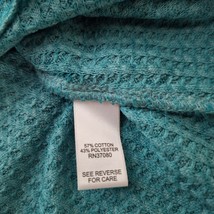 57% COTTON
43% POLYESTER
RN37080
SEE REVERSE
FOR CARE